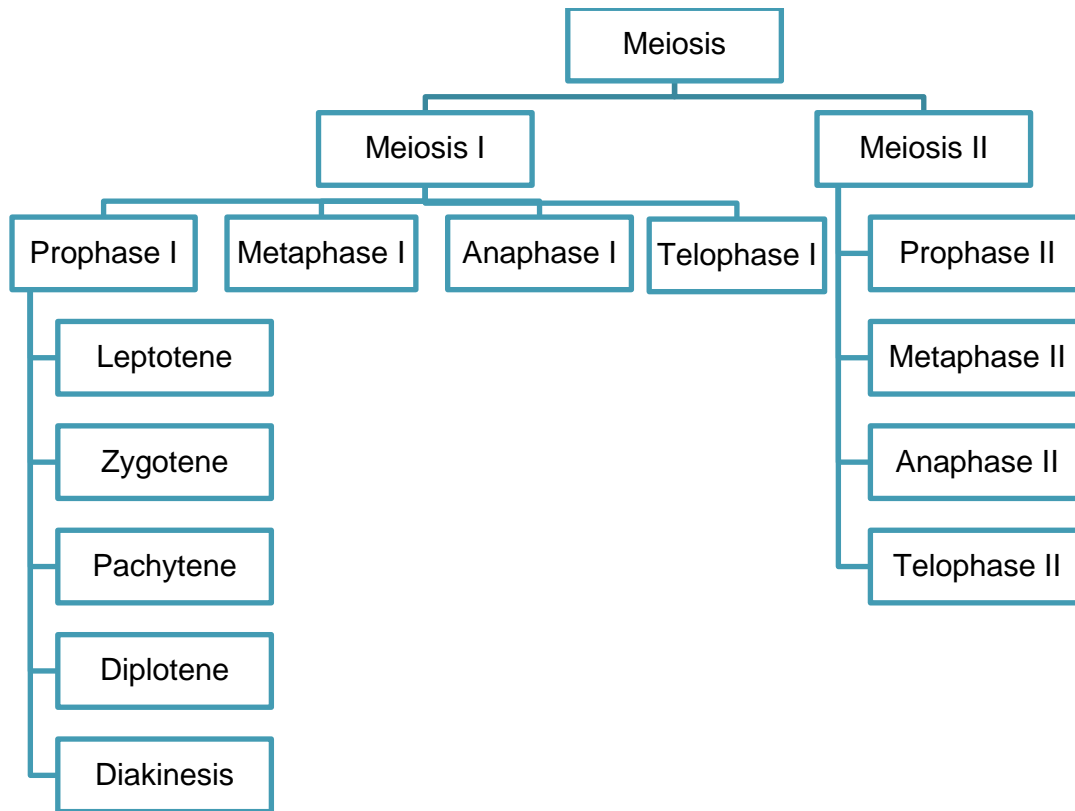 Meiosis
Meiosis I
Meiosis II
Prophase I
Metaphase I
Anaphase I
Telophase I
Leptotene
Zygotene
Pachytene
Diplotene
Diakinesis
Prophase II
Metaphase II
Anaphase II
Telophase II